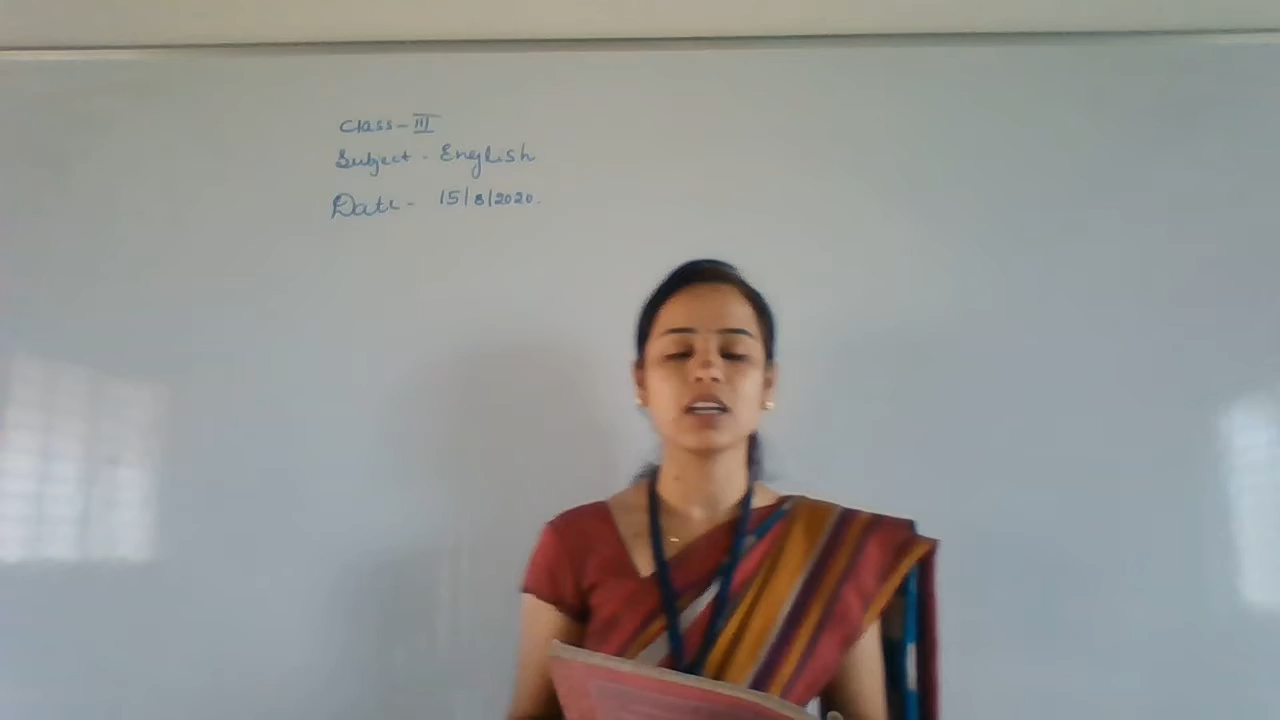 Class - III
Subject - English
Date - 15/8/2020.